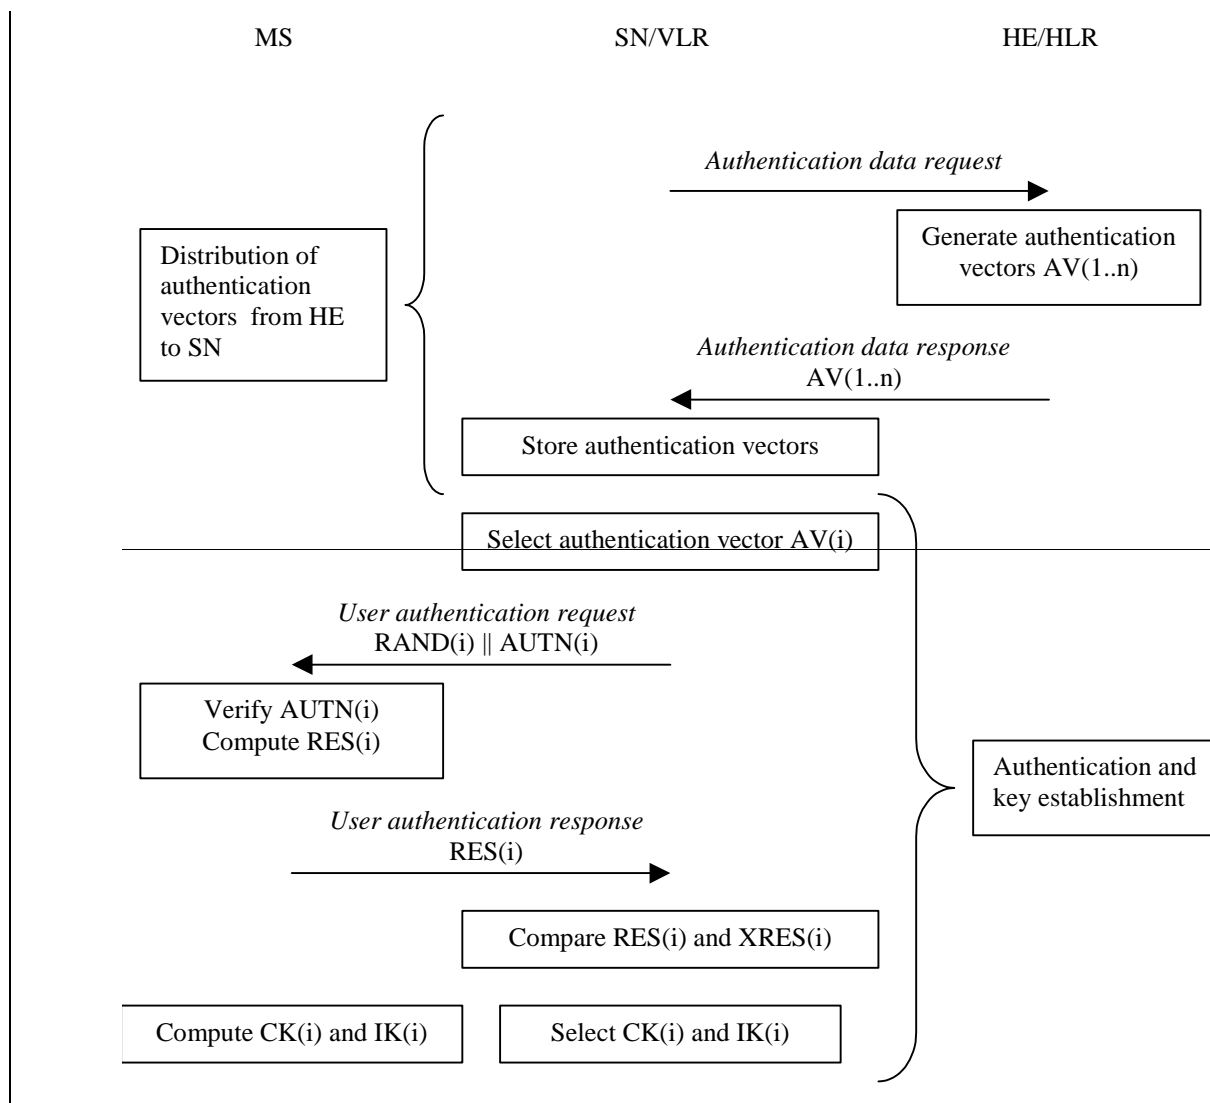 MS
SN/VLR
HE/HLR
Authentication data request
Generate authentication
vectors AV(1..n)
Distribution of
authentication
vectors from HE
to SN
Authentication data response
AV(1..n)
Store authentication vectors
Select authentication vector AV(i)
User authentication request
RAND(i) || AUTN(i)
Verify AUTN(i)
Compute RES(i)
Authentication and
key establishment
User authentication response
RES(i)
Compare RES(i) and XRES(i)
Compute CK(i) and IK(i)
Select CK(i) and IK(i)